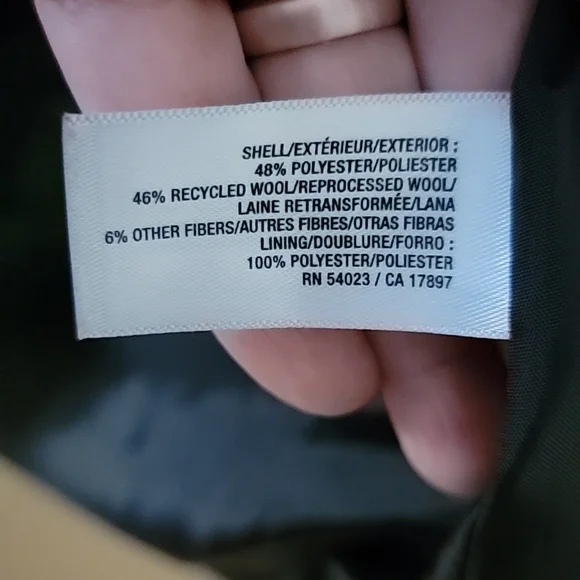 SHELL/EXTÉRIEUR/EXTERIOR :
48% POLYESTER/POLIESTER
46% RECYCLED WOOL/REPROCESSED WOOL/
LAINE RETRANSFORMÉE/LANA
6% OTHER FIBERS/AUTRES FIBRES/OTRAS FIBRAS
LINING/DOUBLURE/FORRO :
100% POLYESTER/POLIESTER
RN 54023 / CA 17897